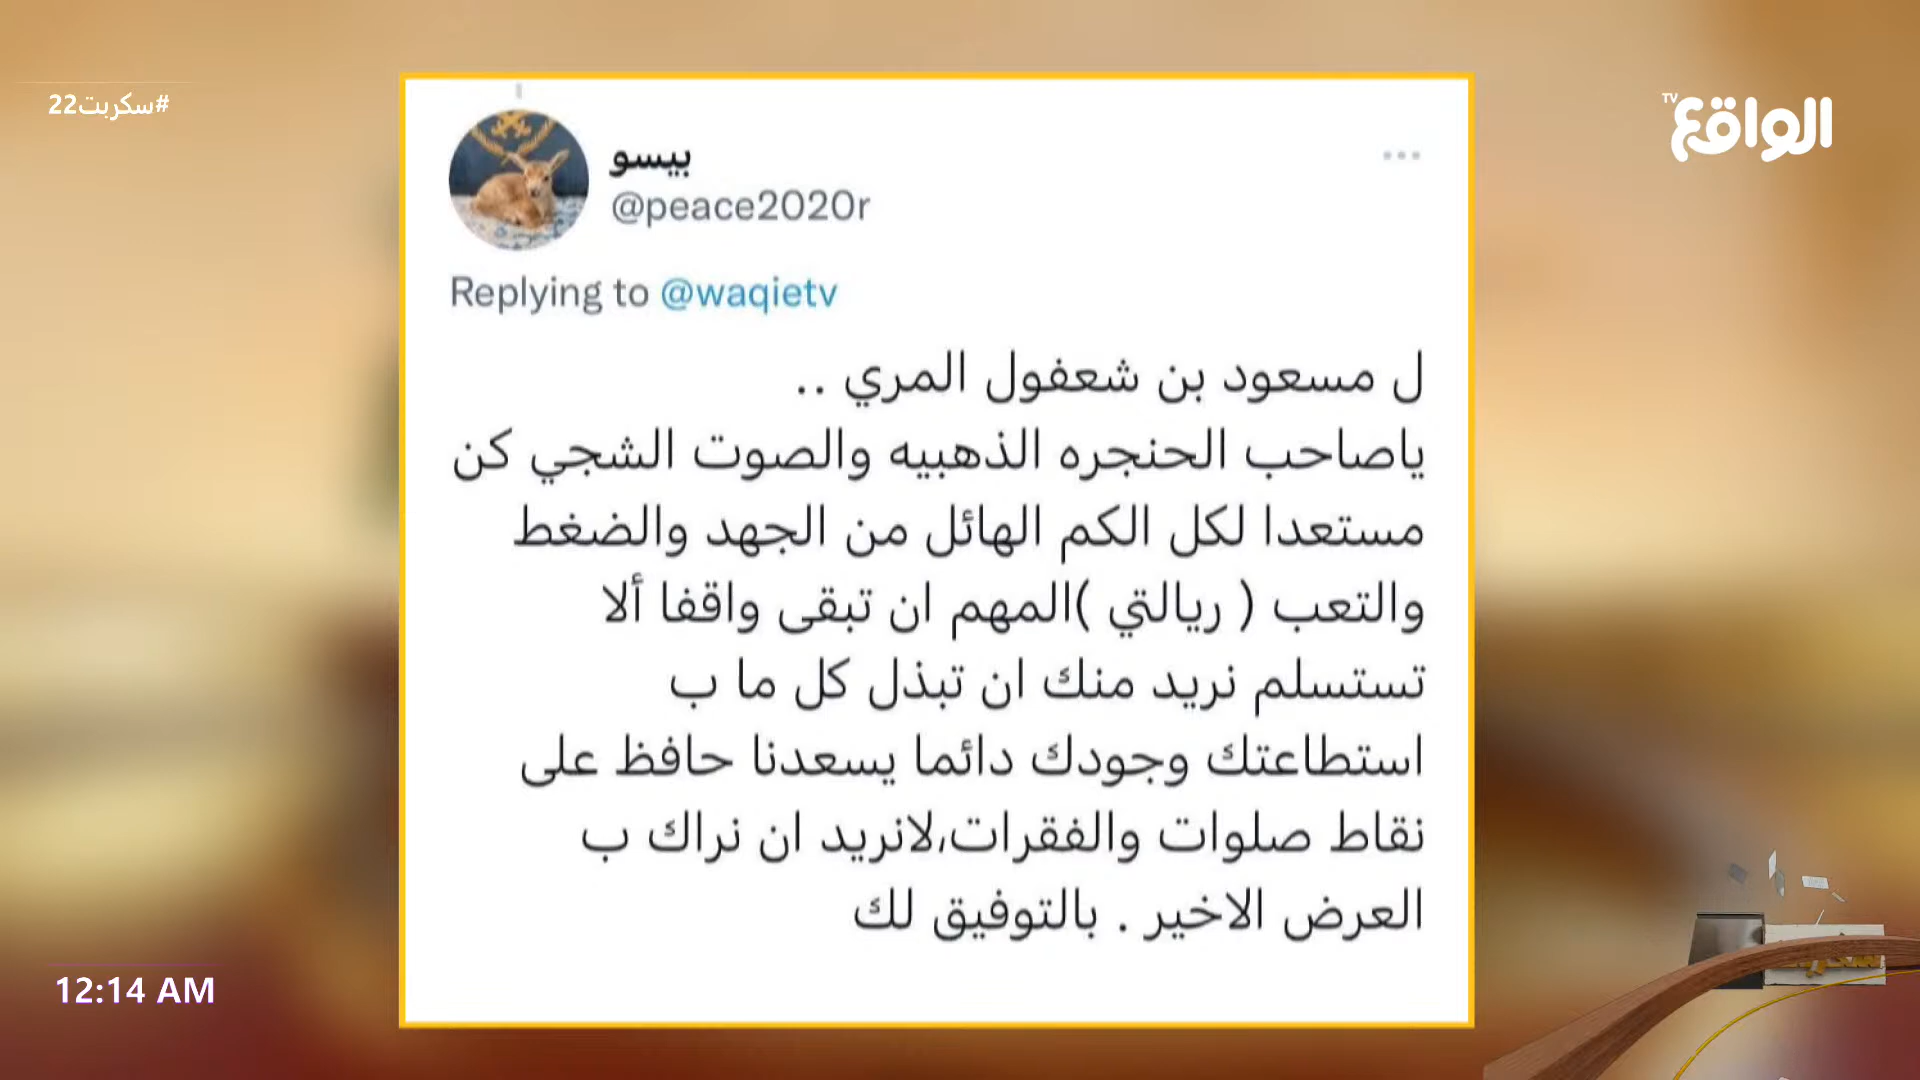 #سكربت22
الواقع TV
بيسو
@peace2020r
Replying to @waqietv
ل مسعود بن شعفول المري ..
ياصاحب الحنجره الذهبيه والصوت الشجي كن
مستعدا لكل الكم الهائل من الجهد والضغط
والتعب ( ريالتي )المهم ان تبقى واقفا ألا
تستسلم نريد منك ان تبذل كل ما ب
استطاعتك وجودك دائما يسعدنا حافظ على
نقاط صلوات والفقرات،لانريد ان نراك ب
العرض الاخير . بالتوفيق لك
12:14 AM